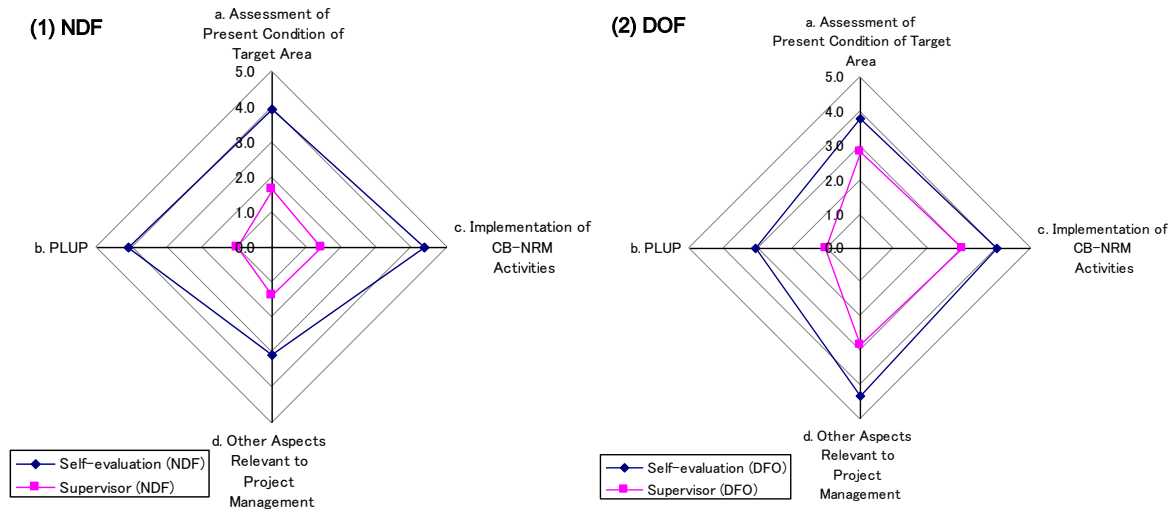 (1) NDF
a. Assessment of
Present Condition of
Target Area
5.0
4.0
3.0
2.0
1.0
0.0
b. PLUP
c. Implementation of
CB-NRM
Activities
d. Other Aspects
Relevant to
Project
Management
Self-evaluation (NDF)
Supervisor (NDF)
(2) DOF
a. Assessment of
Present Condition of Target
Area
5.0
4.0
3.0
2.0
1.0
0.0
b. PLUP
c. Implementation of
CB-NRM
Activities
d. Other Aspects
Relevant to
Project
Management
Self-evaluation (DFO)
Supervisor (DFO)